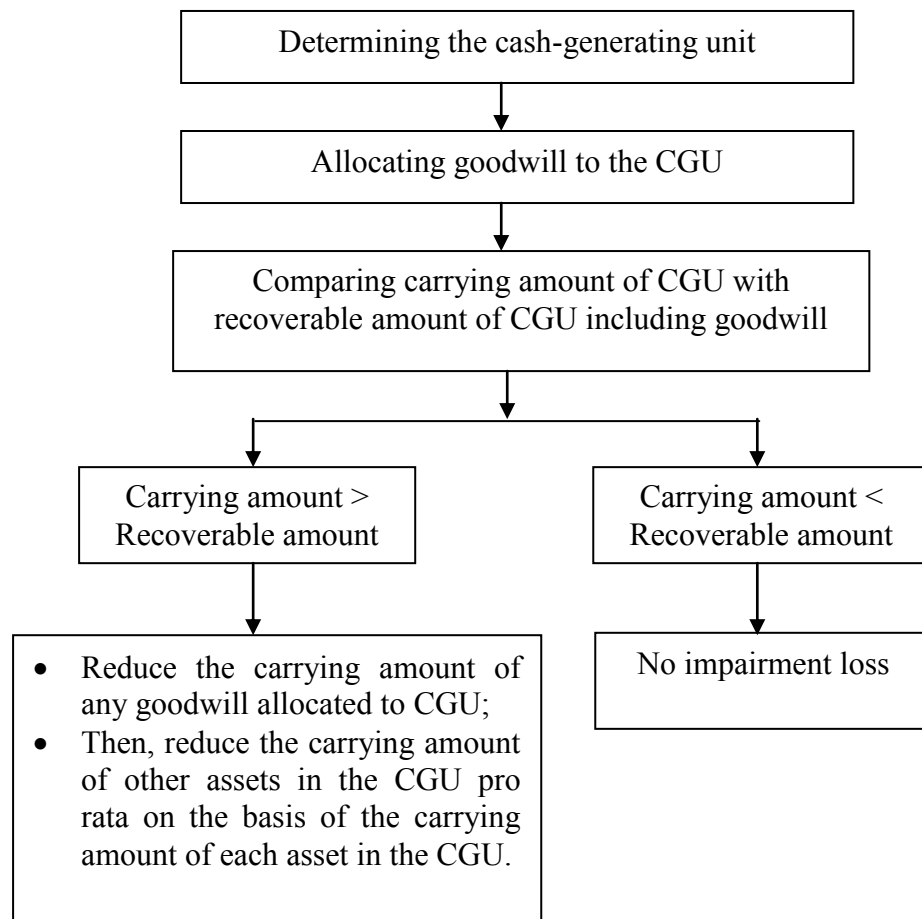 Determining the cash-generating unit
Allocating goodwill to the CGU
Comparing carrying amount of CGU with
recoverable amount of CGU including goodwill
Carrying amount >
Recoverable amount
Carrying amount <
Recoverable amount
• Reduce the carrying amount of
any goodwill allocated to CGU;
• Then, reduce the carrying amount
of other assets in the CGU pro
rata on the basis of the carrying
amount of each asset in the CGU.
No impairment loss